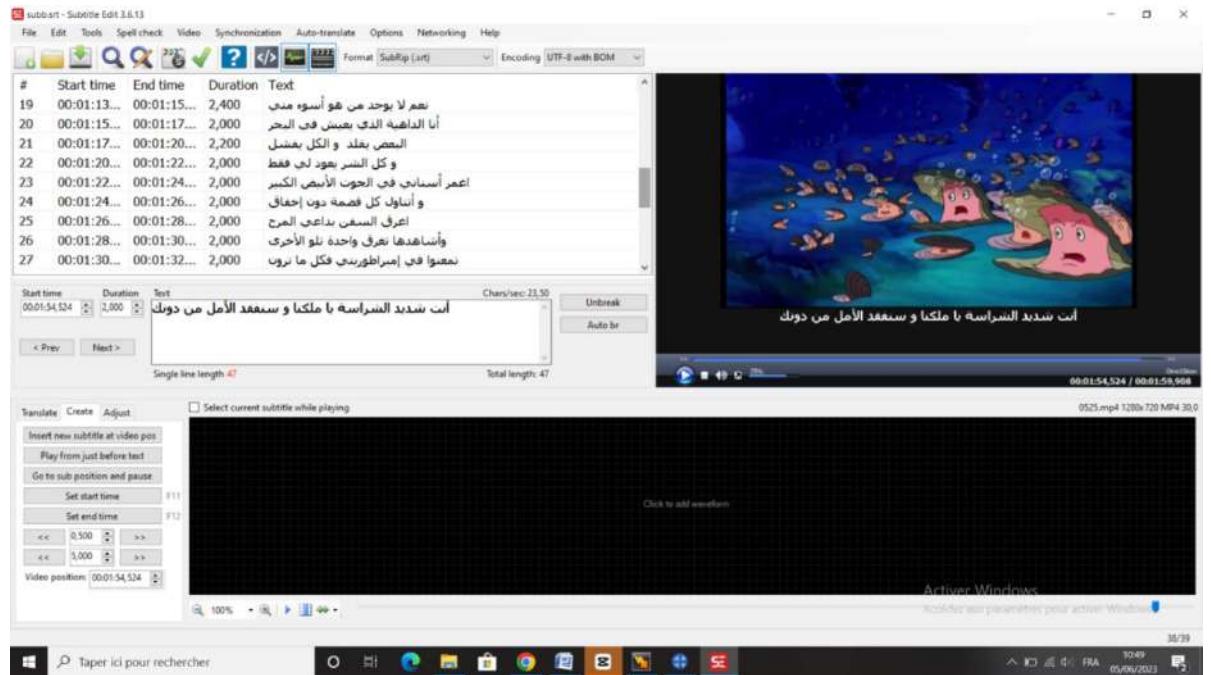 subb.srt - Subtitle Edit 3.6.13
File Edit Tools Spell check Video Synchronization Auto-translate Options Networking Help
Format SubRip (.srt) Encoding UTF-8 with BOM
# Start time End time Duration Text
19 00:01:13... 00:01:15... 2,400 نعم لا يوجد من هو أسوء مني
20 00:01:15... 00:01:17... 2,000 أنا الداهية الذي يعيش في البحر
21 00:01:17... 00:01:20... 2,200 البعض يقلد و الكل يفشل
22 00:01:20... 00:01:22... 2,000 و كل الشر يعود لي فقط
23 00:01:22... 00:01:24... 2,000 اغمر أسناني في الحوت الأبيض الكبير
24 00:01:24... 00:01:26... 2,000 و أتناول كل قضمة دون إخفاق
25 00:01:26... 00:01:28... 2,000 اغرق السفن بداعي المرح
26 00:01:28... 00:01:30... 2,000 وأشاهدها تغرق واحدة تلو الأخرى
27 00:01:30... 00:01:32... 2,000 تمعنوا في إمبراطوريتي فكل ما ترون
Start time Duration Text Chars/sec: 23,50
00:01:54,524 2,000 أنت شديد الشراسة يا ملكنا و سنفقد الأمل من دونك
Unbreak
Auto br
< Prev Next >
Single line length 47 Total length: 47
أنت شديد الشراسة يا ملكنا و سنفقد الأمل من دونك
75%
DirectShow
00:01:54,524 / 00:01:59,908
Translate Create Adjust
Select current subtitle while playing
0525.mp4 1280x720 MP4 30,0
Insert new subtitle at video pos
Play from just before text
Go to sub position and pause
Set start time F11
Set end time F12
<< 0,500 >>
<< 5,000 >>
Video position: 00:01:54,524
Click to add waveform
100%
Activer Windows
Accédez aux paramètres pour activer Windows
38/39
Taper ici pour rechercher
FRA
10:49
05/06/2023